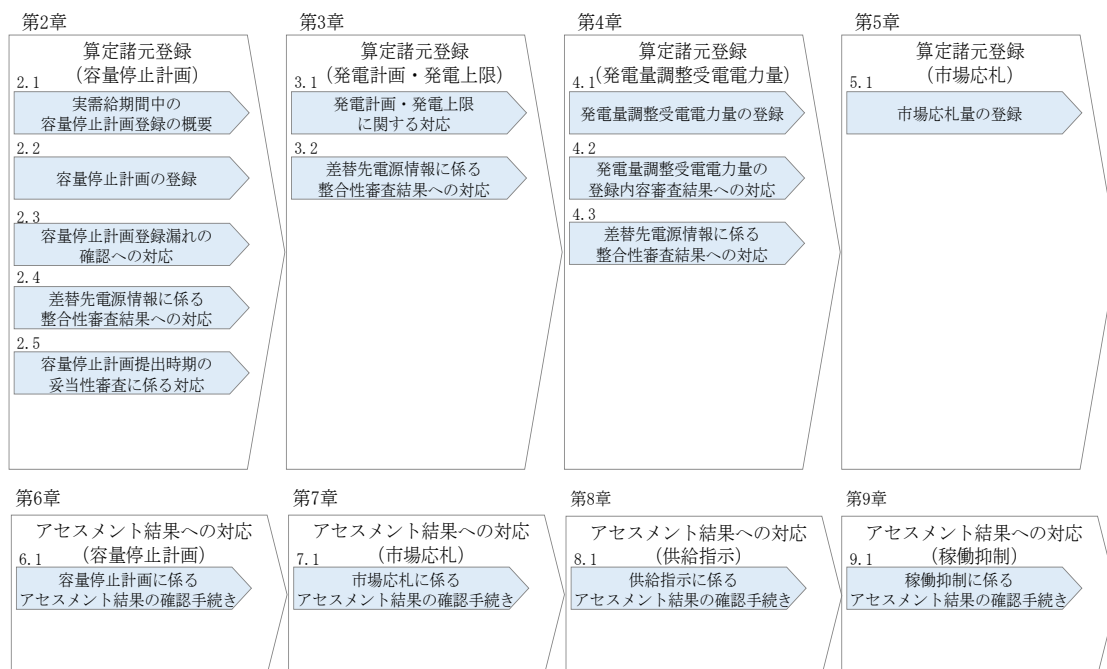 第2章
算定諸元登録
(容量停止計画)
2.1
実需給期間中の
容量停止計画登録の概要
2.2
容量停止計画の登録
2.3
容量停止計画登録漏れの
確認への対応
2.4
差替先電源情報に係る
整合性審査結果への対応
2.5
容量停止計画提出時期の
妥当性審査に係る対応
第3章
算定諸元登録
(発電計画・発電上限)
3.1
発電計画・発電上限
に関する対応
3.2
差替先電源情報に係る
整合性審査結果への対応
第4章
算定諸元登録
(発電量調整受電電力量)
4.1
発電量調整受電電力量の登録
4.2
発電量調整受電電力量の
登録内容審査結果への対応
4.3
差替先電源情報に係る
整合性審査結果への対応
第5章
算定諸元登録
(市場応札)
5.1
市場応札量の登録
第6章
アセスメント結果への対応
(容量停止計画)
6.1
容量停止計画に係る
アセスメント結果の確認手続き
第7章
アセスメント結果への対応
(市場応札)
7.1
市場応札に係る
アセスメント結果の確認手続き
第8章
アセスメント結果への対応
(供給指示)
8.1
供給指示に係る
アセスメント結果の確認手続き
第9章
アセスメント結果への対応
(稼働抑制)
9.1
稼働抑制に係る
アセスメント結果の確認手続き